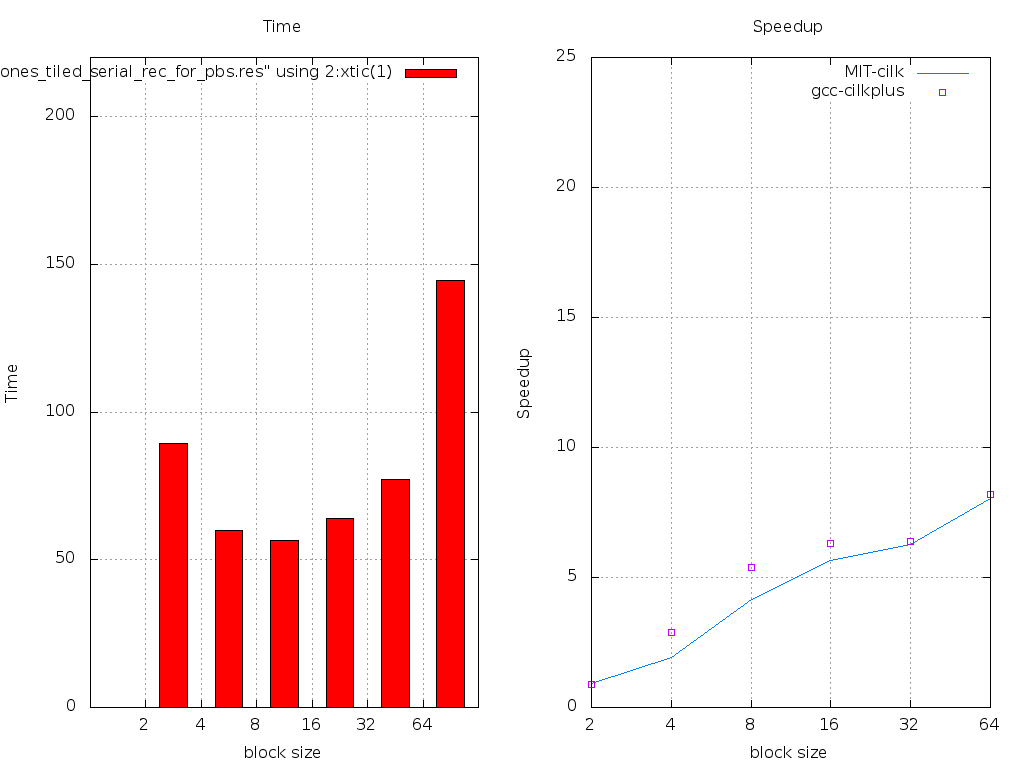 Time
ones_tiled_serial_rec_for_pbs.res" using 2:xtic(1)
200
150
100
50
0
Time
2 4 8 16 32 64
block size
Speedup
MIT-cilk
gcc-cilkplus
25
20
15
10
5
0
Speedup
2 4 8 16 32 64
block size